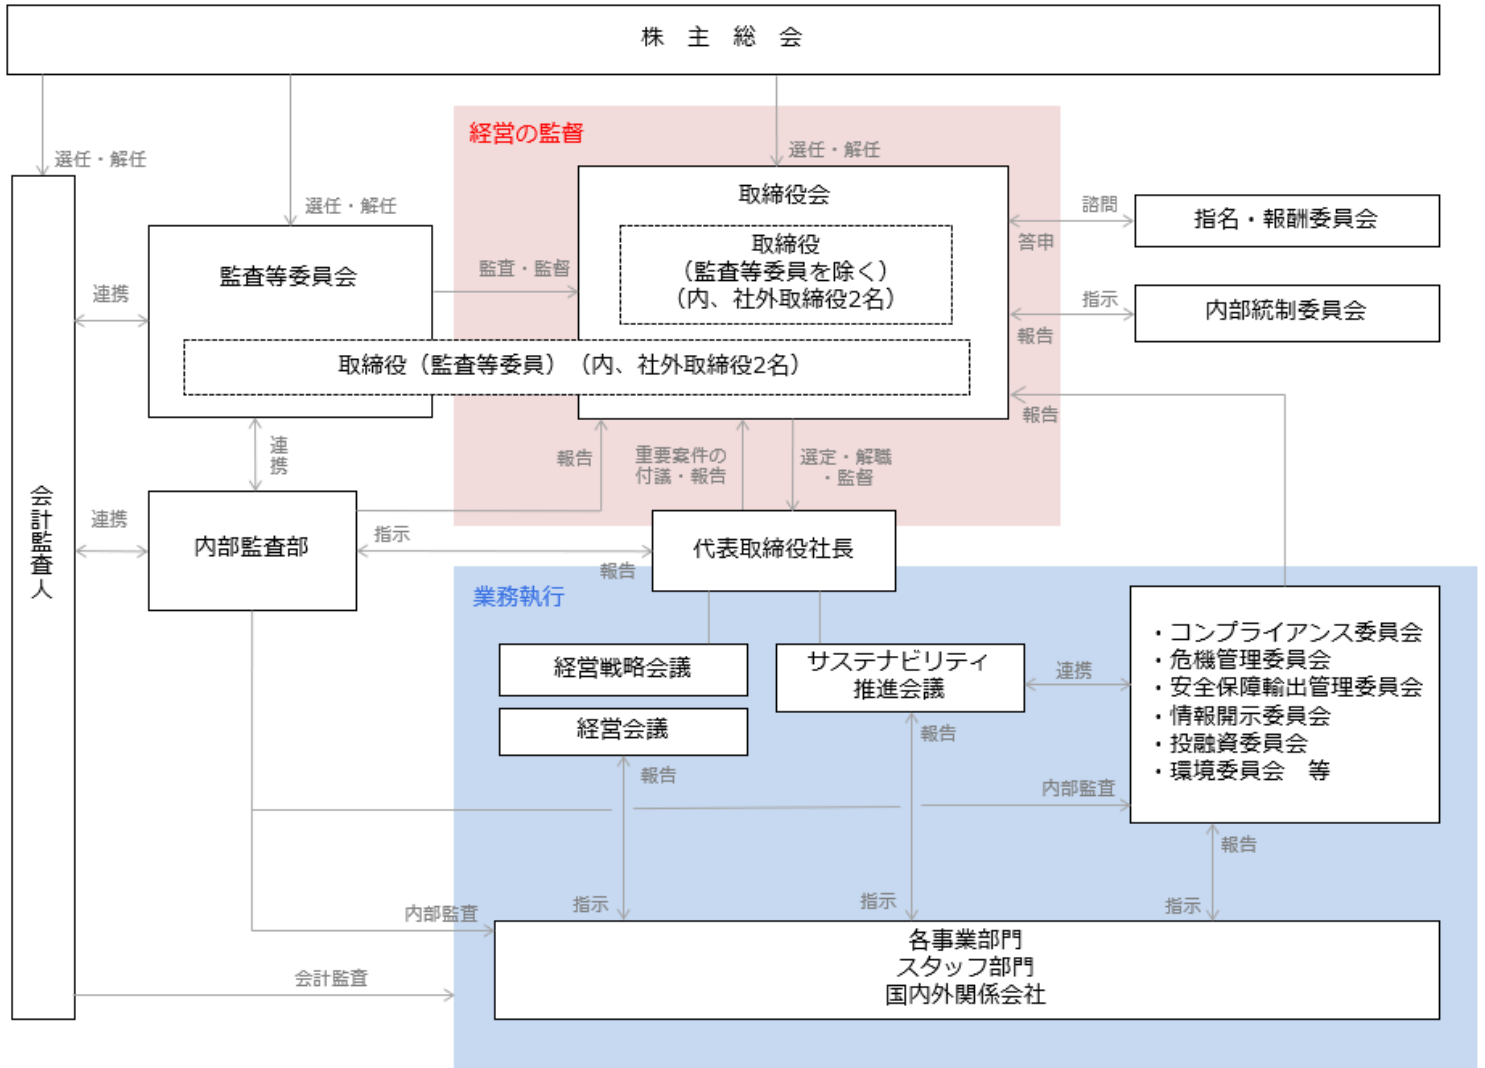 株 主 総 会
経営の監督
選任・解任
選任・解任
選任・解任
取締役会
取締役
（監査等委員を除く）
（内、社外取締役2名）
諮問
答申
指名・報酬委員会
監査等委員会
監査・監督
連携
指示
報告
内部統制委員会
取締役（監査等委員）（内、社外取締役2名）
報告
連
携
報告
重要案件の
付議・報告
選定・解職
・監督
会計監査人
連携
内部監査部
指示
報告
代表取締役社長
業務執行
経営戦略会議
サステナビリティ
推進会議
連携
・コンプライアンス委員会
・危機管理委員会
・安全保障輸出管理委員会
・情報開示委員会
・投融資委員会
・環境委員会　等
経営会議
報告
報告
内部監査
報告
内部監査
指示
指示
指示
会計監査
各事業部門
スタッフ部門
国内外関係会社